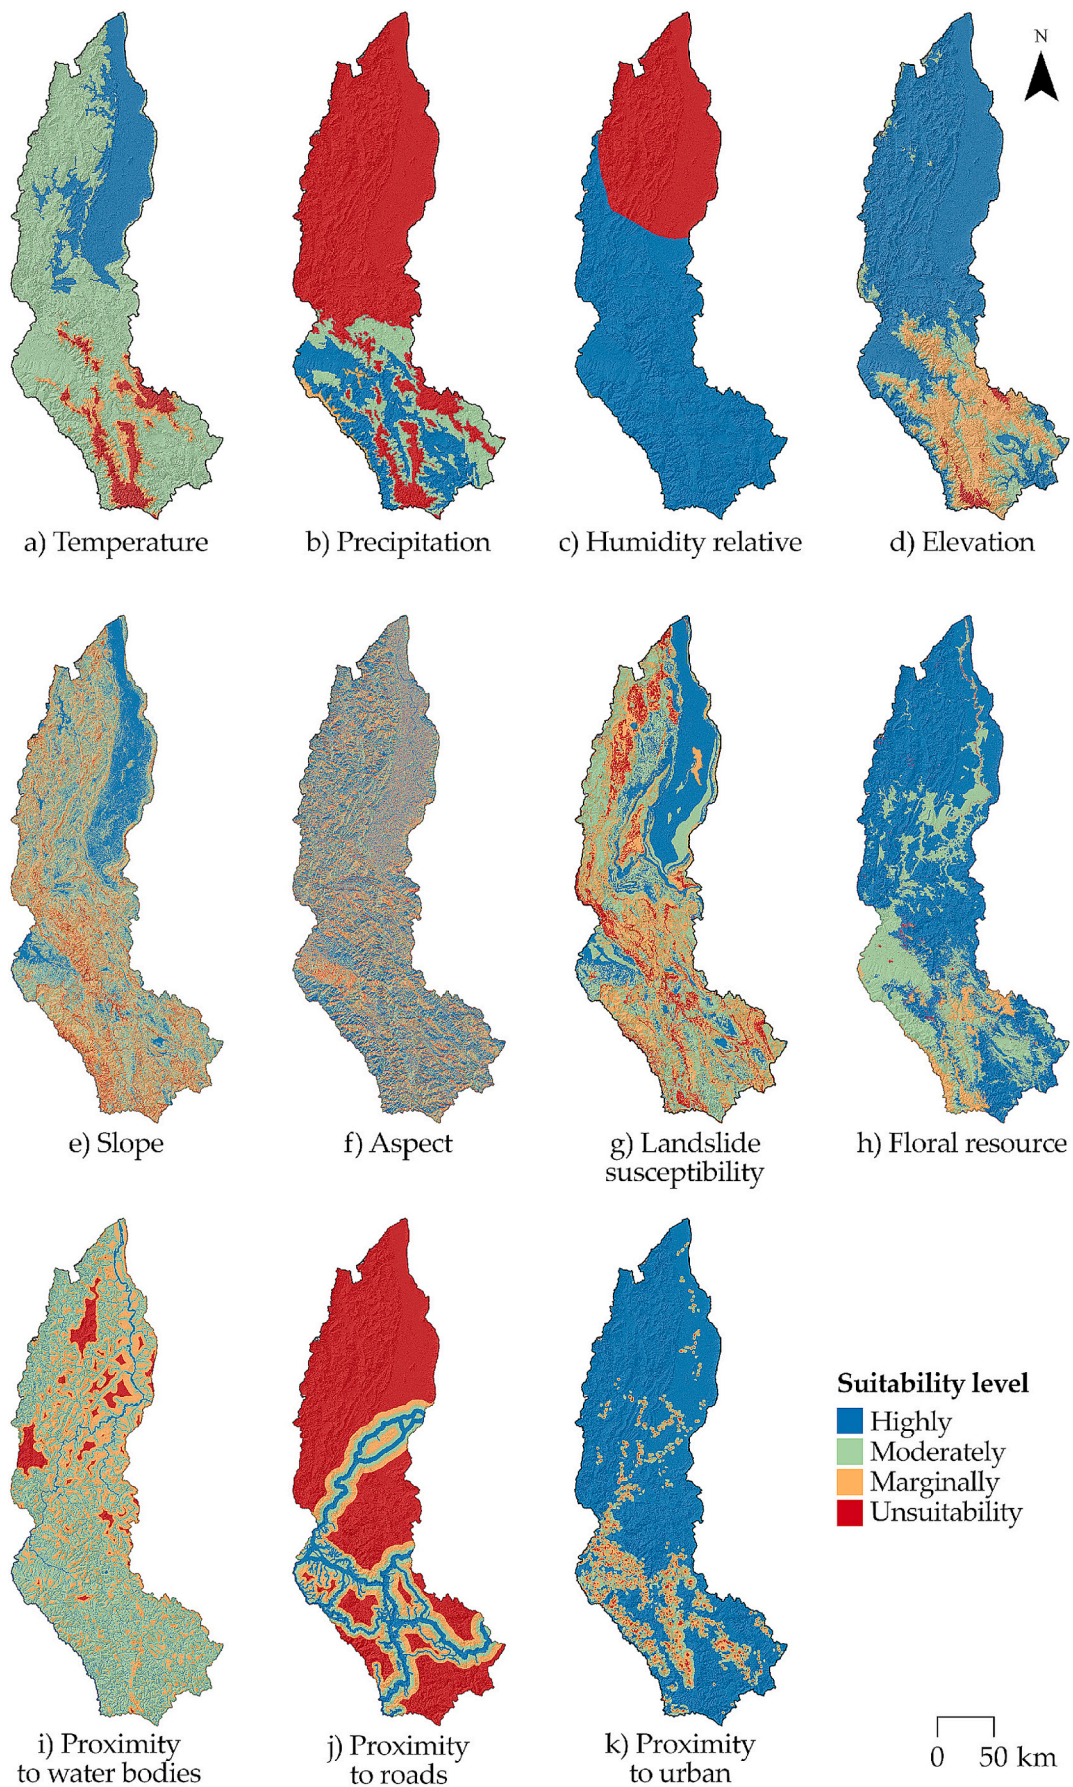 N
a) Temperature
b) Precipitation
c) Humidity relative
d) Elevation
e) Slope
f) Aspect
g) Landslide
susceptibility
h) Floral resource
Suitability level
Highly
Moderately
Marginally
Unsuitability
i) Proximity
to water bodies
j) Proximity
to roads
k) Proximity
to urban
0 50 km